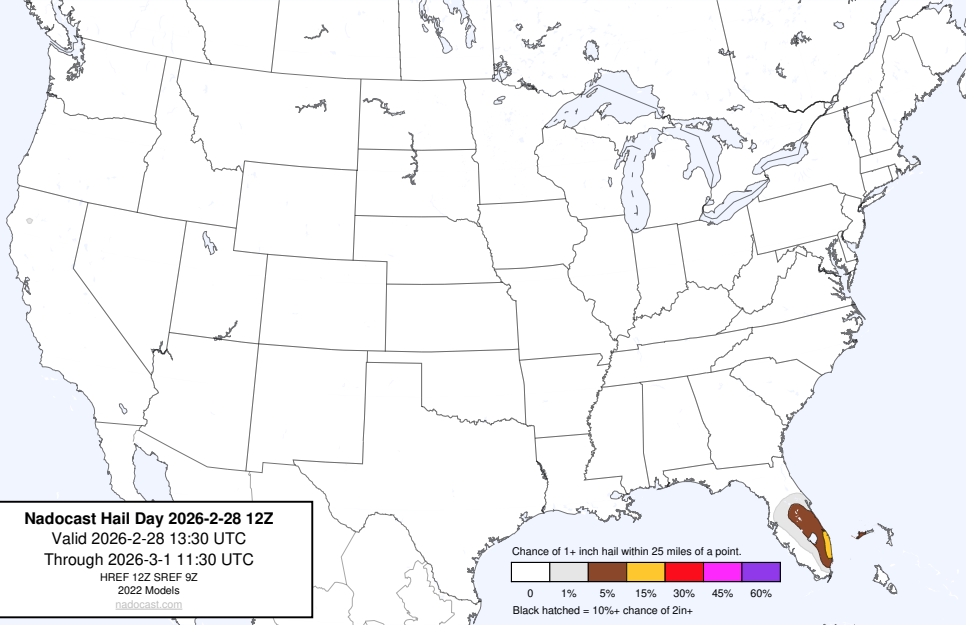 Nadocast Hail Day 2026-2-28 12Z
Valid 2026-2-28 13:30 UTC
Through 2026-3-1 11:30 UTC
HREF 12Z SREF 9Z
2022 Models
nadocast.com
Chance of 1+ inch hail within 25 miles of a point.
0 1% 5% 15% 30% 45% 60%
Black hatched = 10%+ chance of 2in+